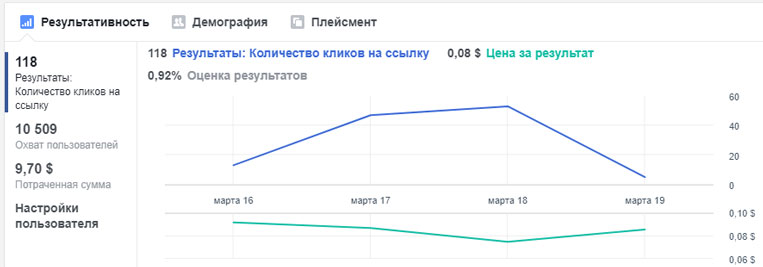 Результативность Демография Плейсмент
118
Результаты:
Количество кликов на
ссылку
10 509
Охват пользователей
9,70 $
Потраченная сумма
Настройки
пользователя
118 Результаты: Количество кликов на ссылку 0,08 $ Цена за результат
0,92% Оценка результатов
60
40
20
0
марта 16 марта 17 марта 18 марта 19
0,10 $
0,08 $
0,06 $